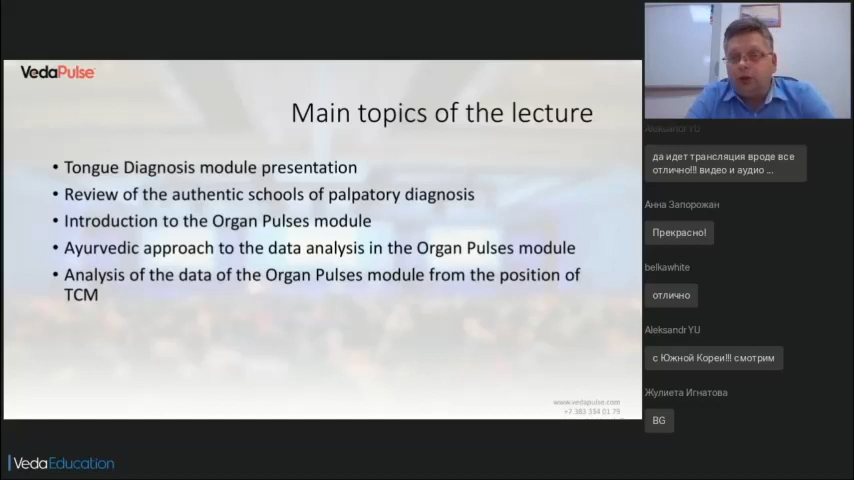 VedaPulse
Main topics of the lecture
• Tongue Diagnosis module presentation
• Review of the authentic schools of palpatory diagnosis
• Introduction to the Organ Pulses module
• Ayurvedic approach to the data analysis in the Organ Pulses module
• Analysis of the data of the Organ Pulses module from the position of
TCM
www.vedapulse.com
+7 383 334 01 79
VedaEducation
Aleksandr YU
да идет трансляция вроде все
отлично!!! видео и аудио ...
Анна Запорожан
Прекрасно!
belkawhite
отлично
Aleksandr YU
с Южной Кореи!!! смотрим
Жулиета Игнатова
BG